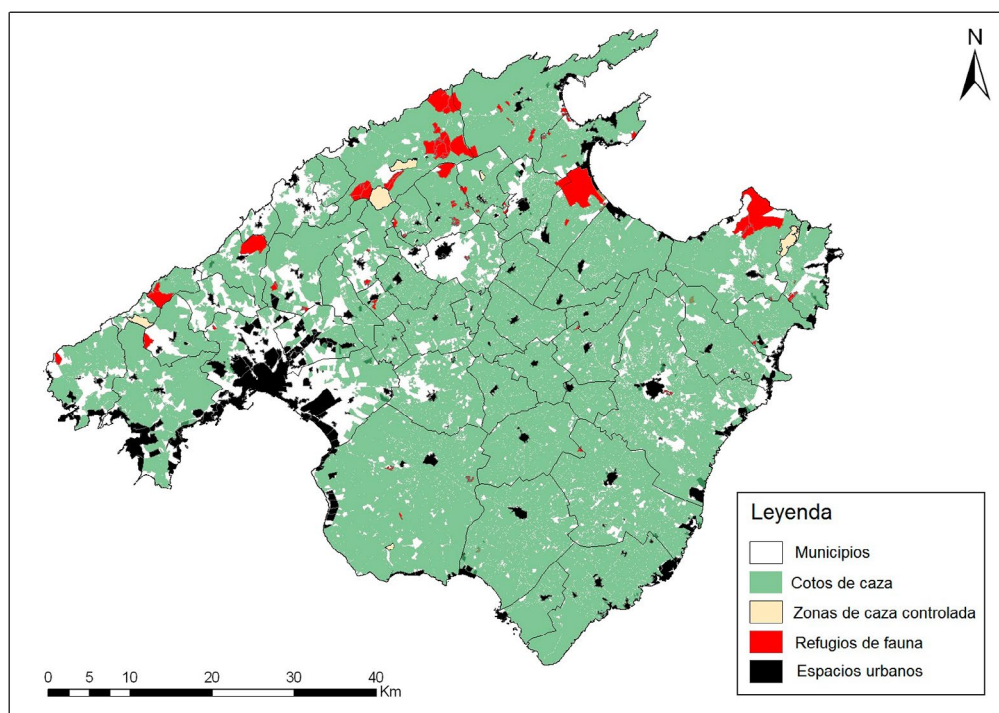 N
Leyenda
Municipios
Cotos de caza
Zonas de caza controlada
Refugios de fauna
Espacios urbanos
0 5 10 20 30 40
Km